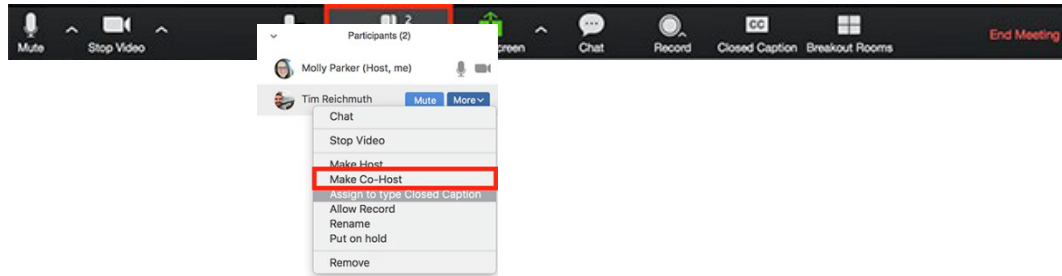 2
Mute
Stop Video
Chat
Record
CC
Closed Caption
Breakout Rooms
End Meeting
Participants (2)
Molly Parker (Host, me)
Tim Reichmuth
Mute
More
Chat
Stop Video
Make Host
Make Co-Host
Assign to type Closed Caption
Allow Record
Rename
Put on hold
Remove